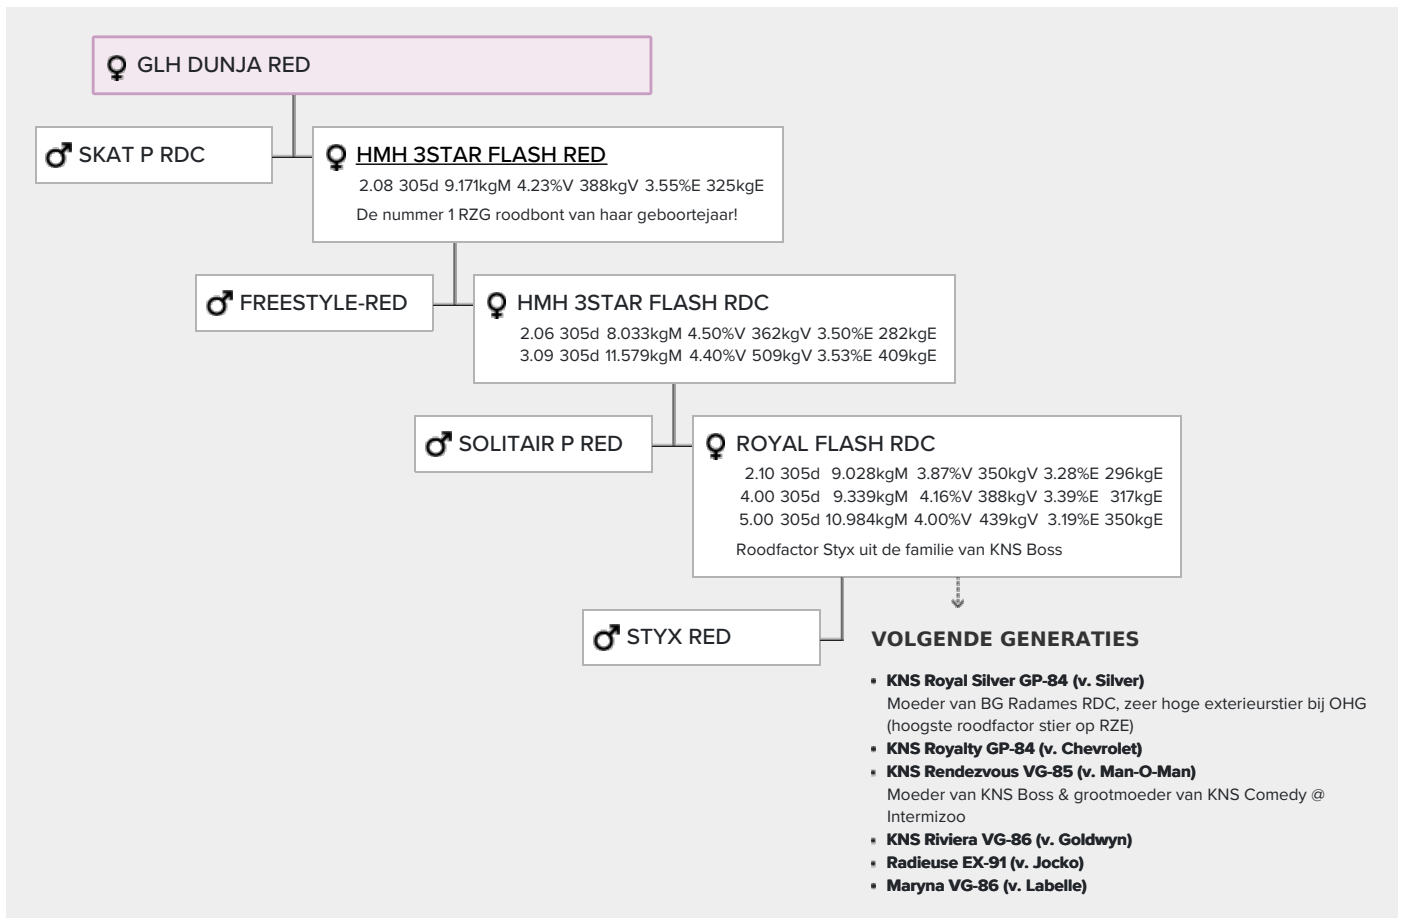 GLH DUNJA RED
SKAT P RDC
HMH 3STAR FLASH RED
2.08 305d 9.171kgM 4.23%V 388kgV 3.55%E 325kgE
De nummer 1 RZG roodbont van haar geboortejaar!
FREESTYLE-RED
HMH 3STAR FLASH RDC
2.06 305d 8.033kgM 4.50%V 362kgV 3.50%E 282kgE
3.09 305d 11.579kgM 4.40%V 509kgV 3.53%E 409kgE
SOLITAIR P RED
ROYAL FLASH RDC
2.10 305d 9.028kgM 3.87%V 350kgV 3.28%E 296kgE
4.00 305d 9.339kgM 4.16%V 388kgV 3.39%E 317kgE
5.00 305d 10.984kgM 4.00%V 439kgV 3.19%E 350kgE
Roodfactor Styx uit de familie van KNS Boss
STYX RED
VOLGENDE GENERATIES
• KNS Royal Silver GP-84 (v. Silver)
Moeder van BG Radames RDC, zeer hoge exterieurstier bij OHG
(hoogste roodfactor stier op RZE)
• KNS Royalty GP-84 (v. Chevrolet)
• KNS Rendezvous VG-85 (v. Man-O-Man)
Moeder van KNS Boss & grootmoeder van KNS Comedy @
Intermizoo
• KNS Riviera VG-86 (v. Goldwyn)
• Radieuse EX-91 (v. Jocko)
• Maryna VG-86 (v. Labelle)